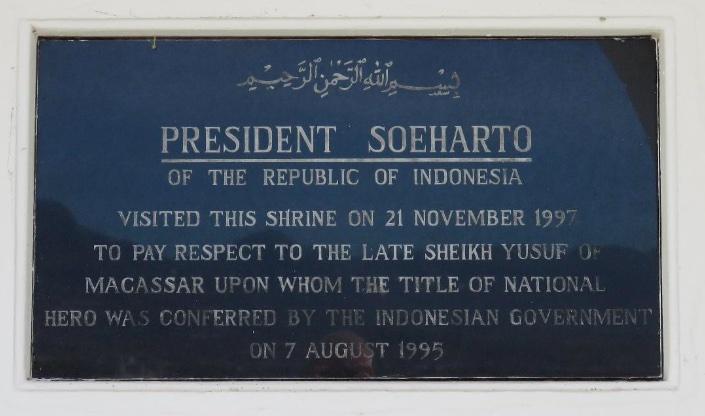 بِسْمِ اللهِ الرَّحْمٰنِ الرَّحِيْمِ
PRESIDENT SOEHARTO
OF THE REPUBLIC OF INDONESIA
VISITED THIS SHRINE ON 21 NOVEMBER 1997
TO PAY RESPECT TO THE LATE SHEIKH YUSUF OF
MACASSAR UPON WHOM THE TITLE OF NATIONAL
HERO WAS CONFERRED BY THE INDONESIAN GOVERNMENT
ON 7 AUGUST 1995